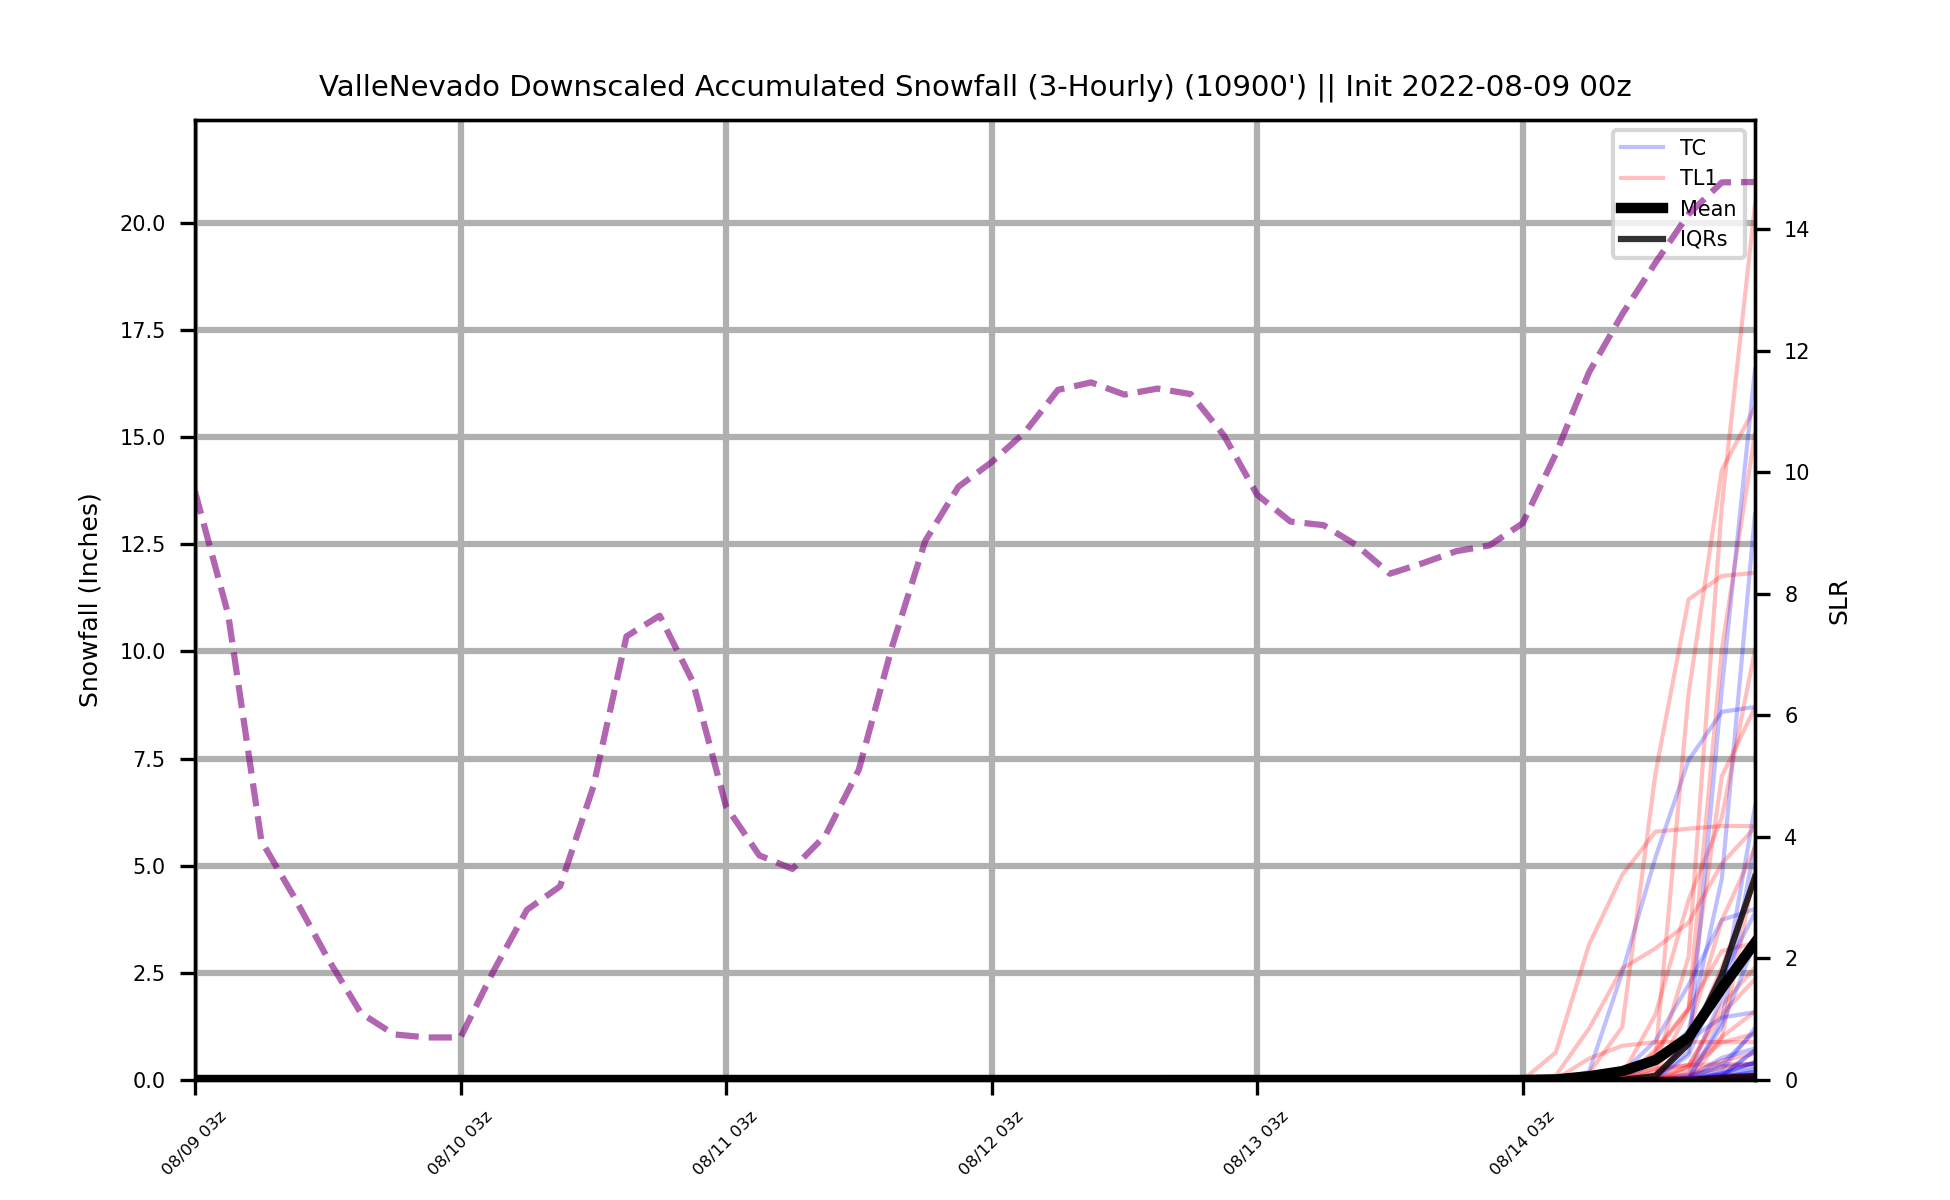 ValleNevado Downscaled Accumulated Snowfall (3-Hourly) (10900') || Init 2022-08-09 00z
TC
TL1
Mean
IQRs
Snowfall (Inches)
20.0
17.5
15.0
12.5
10.0
7.5
5.0
2.5
0.0
14
12
10
8
6
4
2
0
SLR
08/09 03z
08/10 03z
08/11 03z
08/12 03z
08/13 03z
08/14 03z